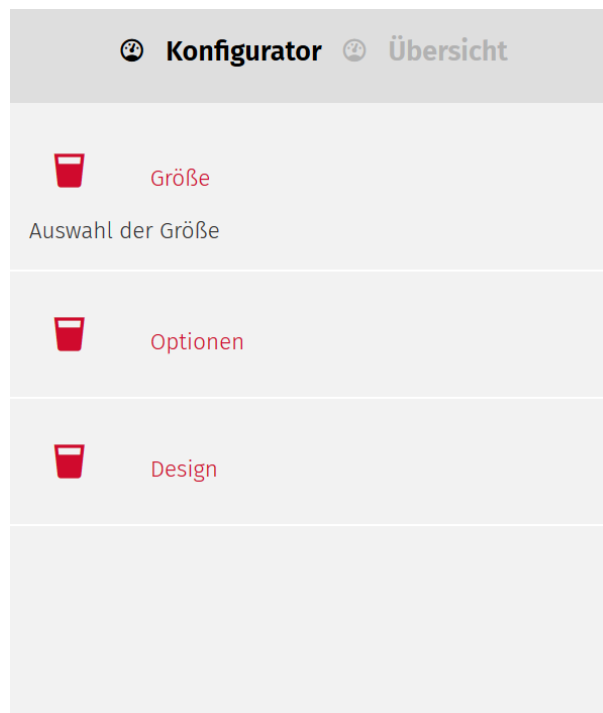 Konfigurator Übersicht
Größe
Auswahl der Größe
Optionen
Design